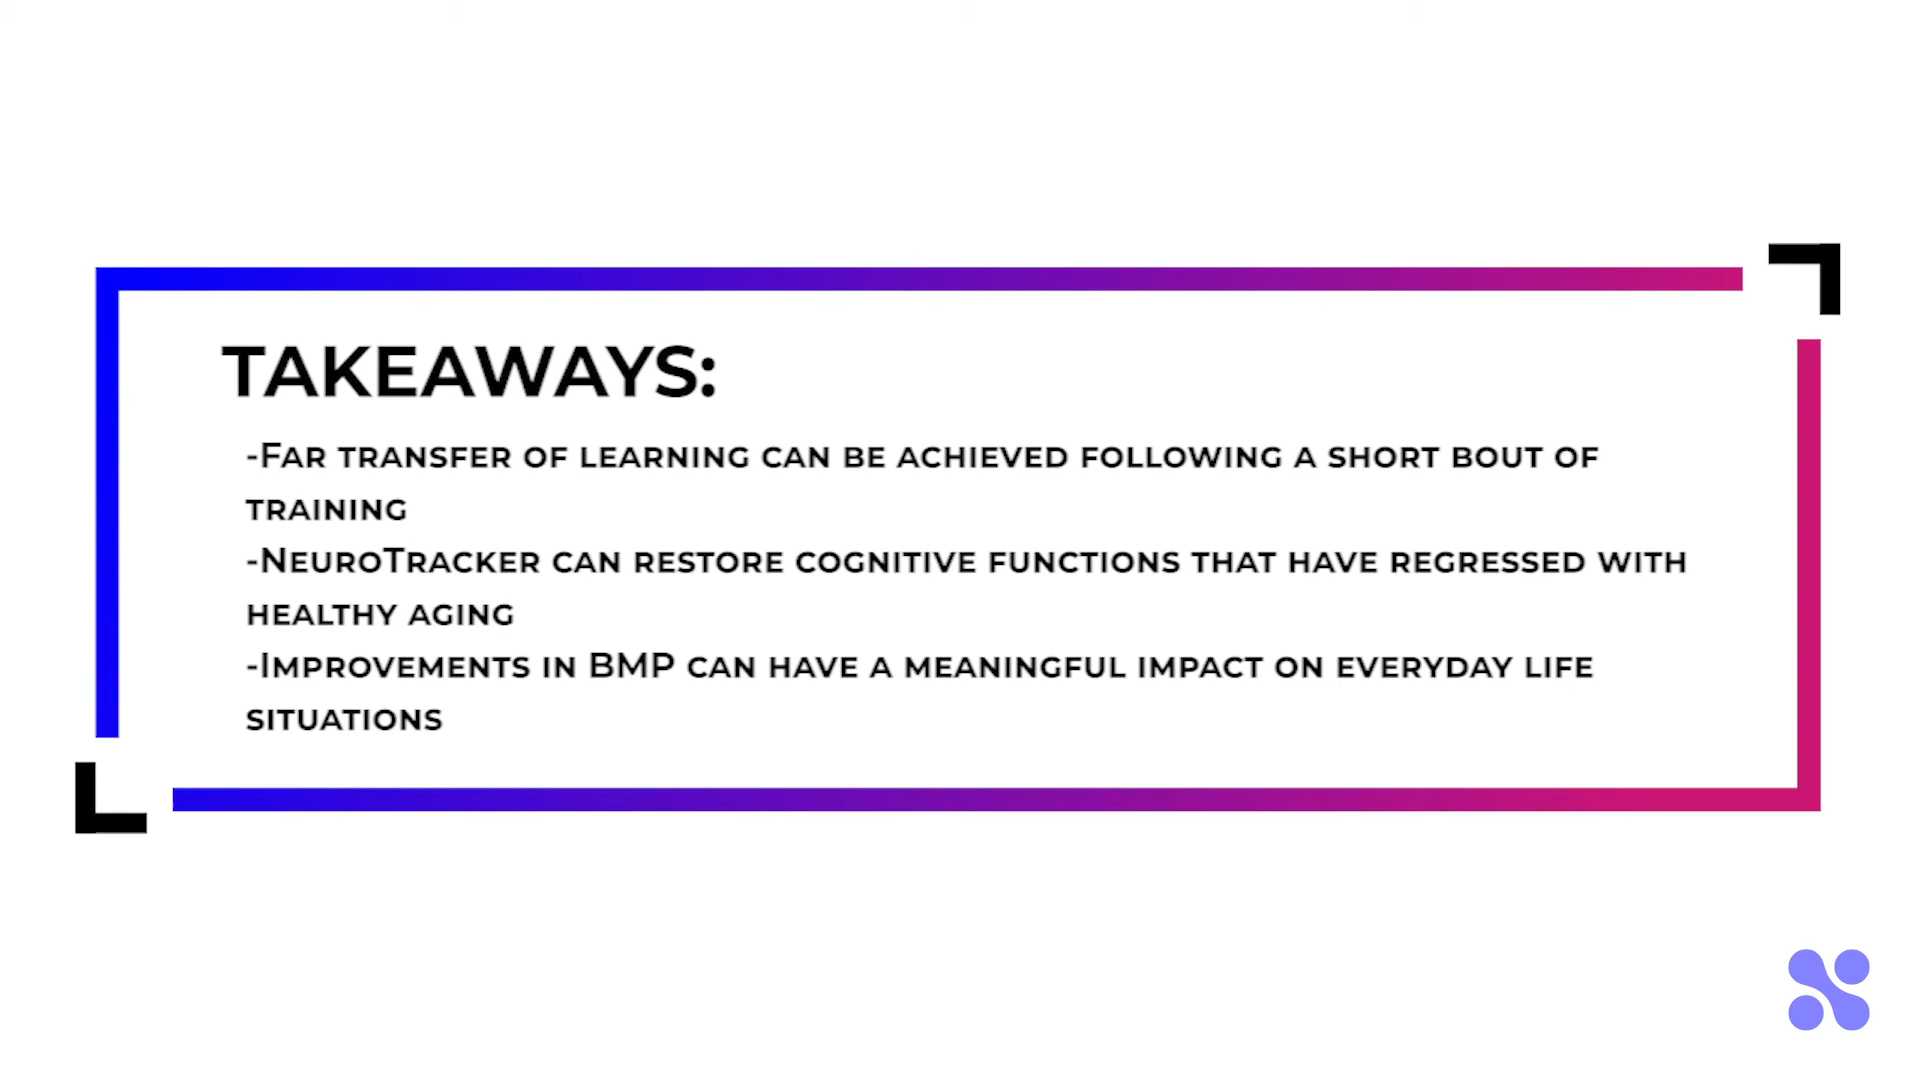 TAKEAWAYS:
-Far transfer of learning can be achieved following a short bout of
training
-NeuroTracker can restore cognitive functions that have regressed with
healthy aging
-Improvements in BMP can have a meaningful impact on everyday life
situations